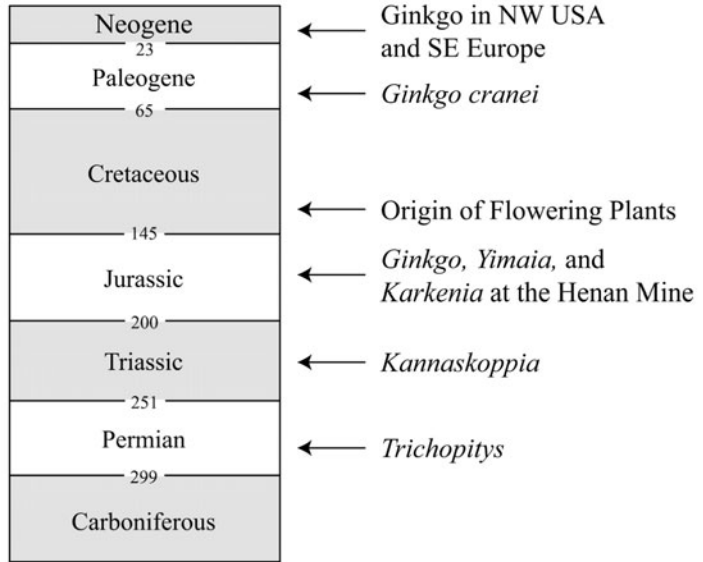 Neogene
23
Paleogene
65
Cretaceous
145
Jurassic
200
Triassic
251
Permian
299
Carboniferous
Ginkgo in NW USA
and SE Europe
Ginkgo cranei
Origin of Flowering Plants
Ginkgo, Yimaia, and
Karkenia at the Henan Mine
Kannaskoppia
Trichopitys